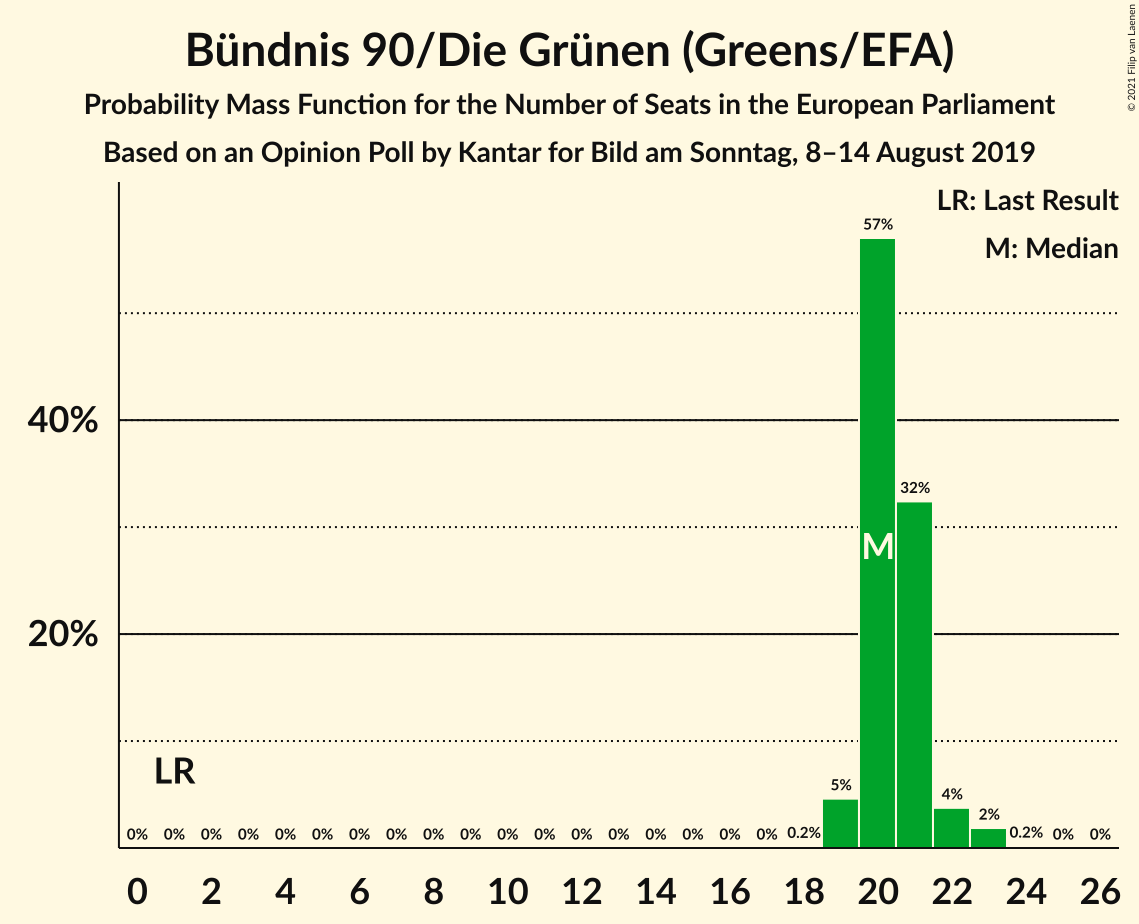 Bündnis 90/Die Grünen (Greens/EFA)
Probability Mass Function for the Number of Seats in the European Parliament
Based on an Opinion Poll by Kantar for Bild am Sonntag, 8–14 August 2019
© 2021 Filip van Laenen
LR: Last Result
M: Median
57%
40%
32%
M
20%
LR
5%
4%
2%
0% 0% 0% 0% 0% 0% 0% 0% 0% 0% 0% 0% 0% 0% 0% 0% 0% 0% 0.2% 0.2% 0% 0%
0 2 4 6 8 10 12 14 16 18 20 22 24 26